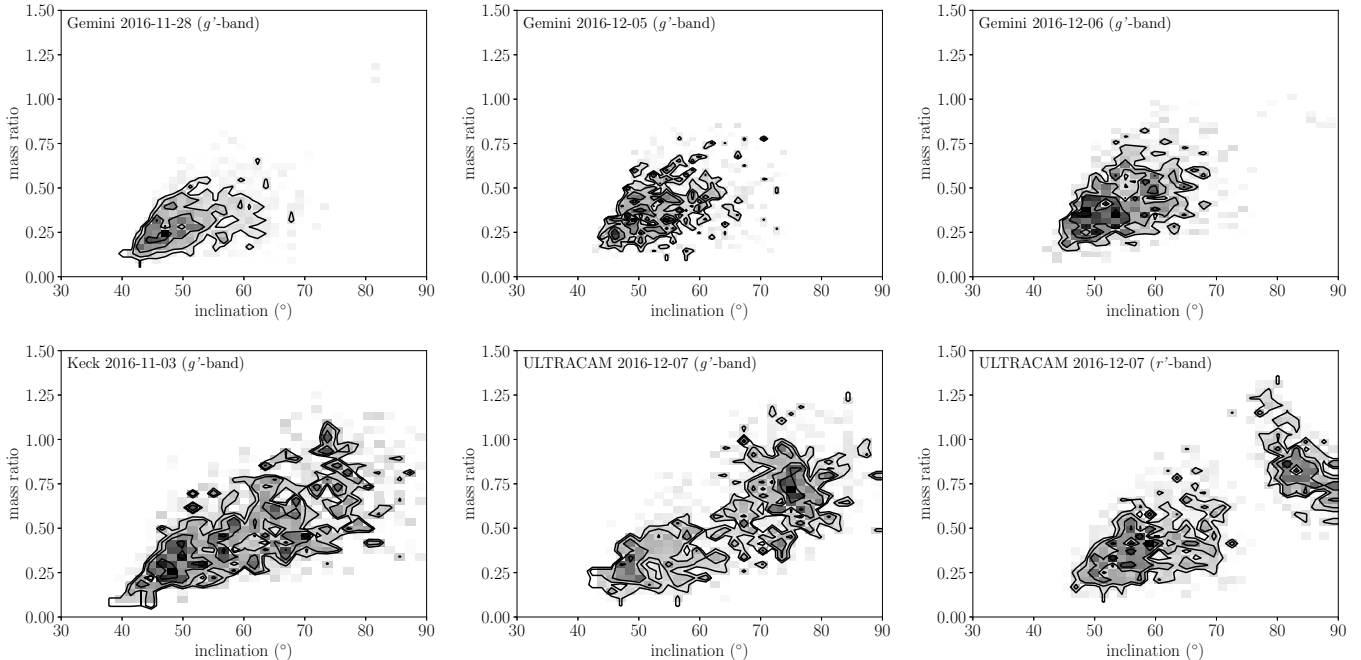 Gemini 2016-11-28 (g'-band)
1.50
1.25
1.00
0.75
0.50
0.25
0.00
mass ratio
30 40 50 60 70 80 90
inclination (°)
Gemini 2016-12-05 (g'-band)
1.50
1.25
1.00
0.75
0.50
0.25
0.00
mass ratio
30 40 50 60 70 80 90
inclination (°)
Gemini 2016-12-06 (g'-band)
1.50
1.25
1.00
0.75
0.50
0.25
0.00
mass ratio
30 40 50 60 70 80 90
inclination (°)
Keck 2016-11-03 (g'-band)
1.50
1.25
1.00
0.75
0.50
0.25
0.00
mass ratio
30 40 50 60 70 80 90
inclination (°)
ULTRACAM 2016-12-07 (g'-band)
1.50
1.25
1.00
0.75
0.50
0.25
0.00
mass ratio
30 40 50 60 70 80 90
inclination (°)
ULTRACAM 2016-12-07 (r'-band)
1.50
1.25
1.00
0.75
0.50
0.25
0.00
mass ratio
30 40 50 60 70 80 90
inclination (°)